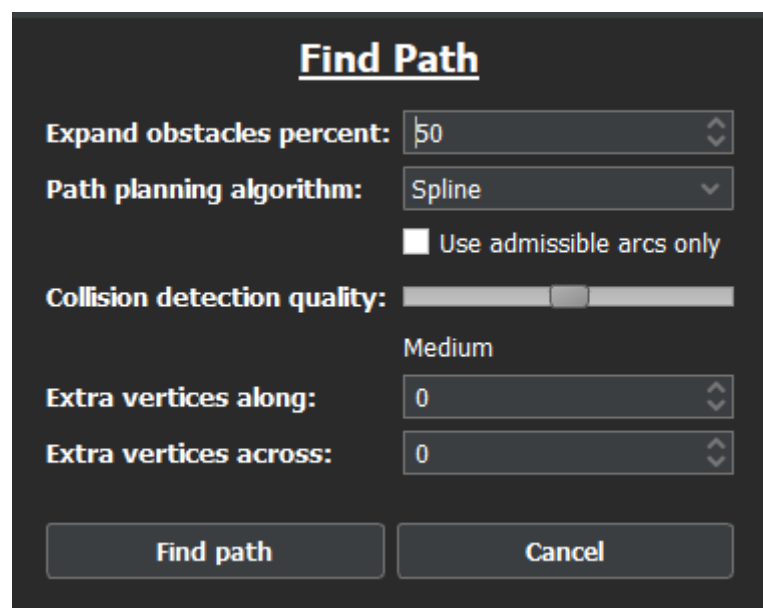 Find Path
Expand obstacles percent: 50
Path planning algorithm: Spline
Use admissible arcs only
Collision detection quality:
Medium
Extra vertices along: 0
Extra vertices across: 0
Find path Cancel